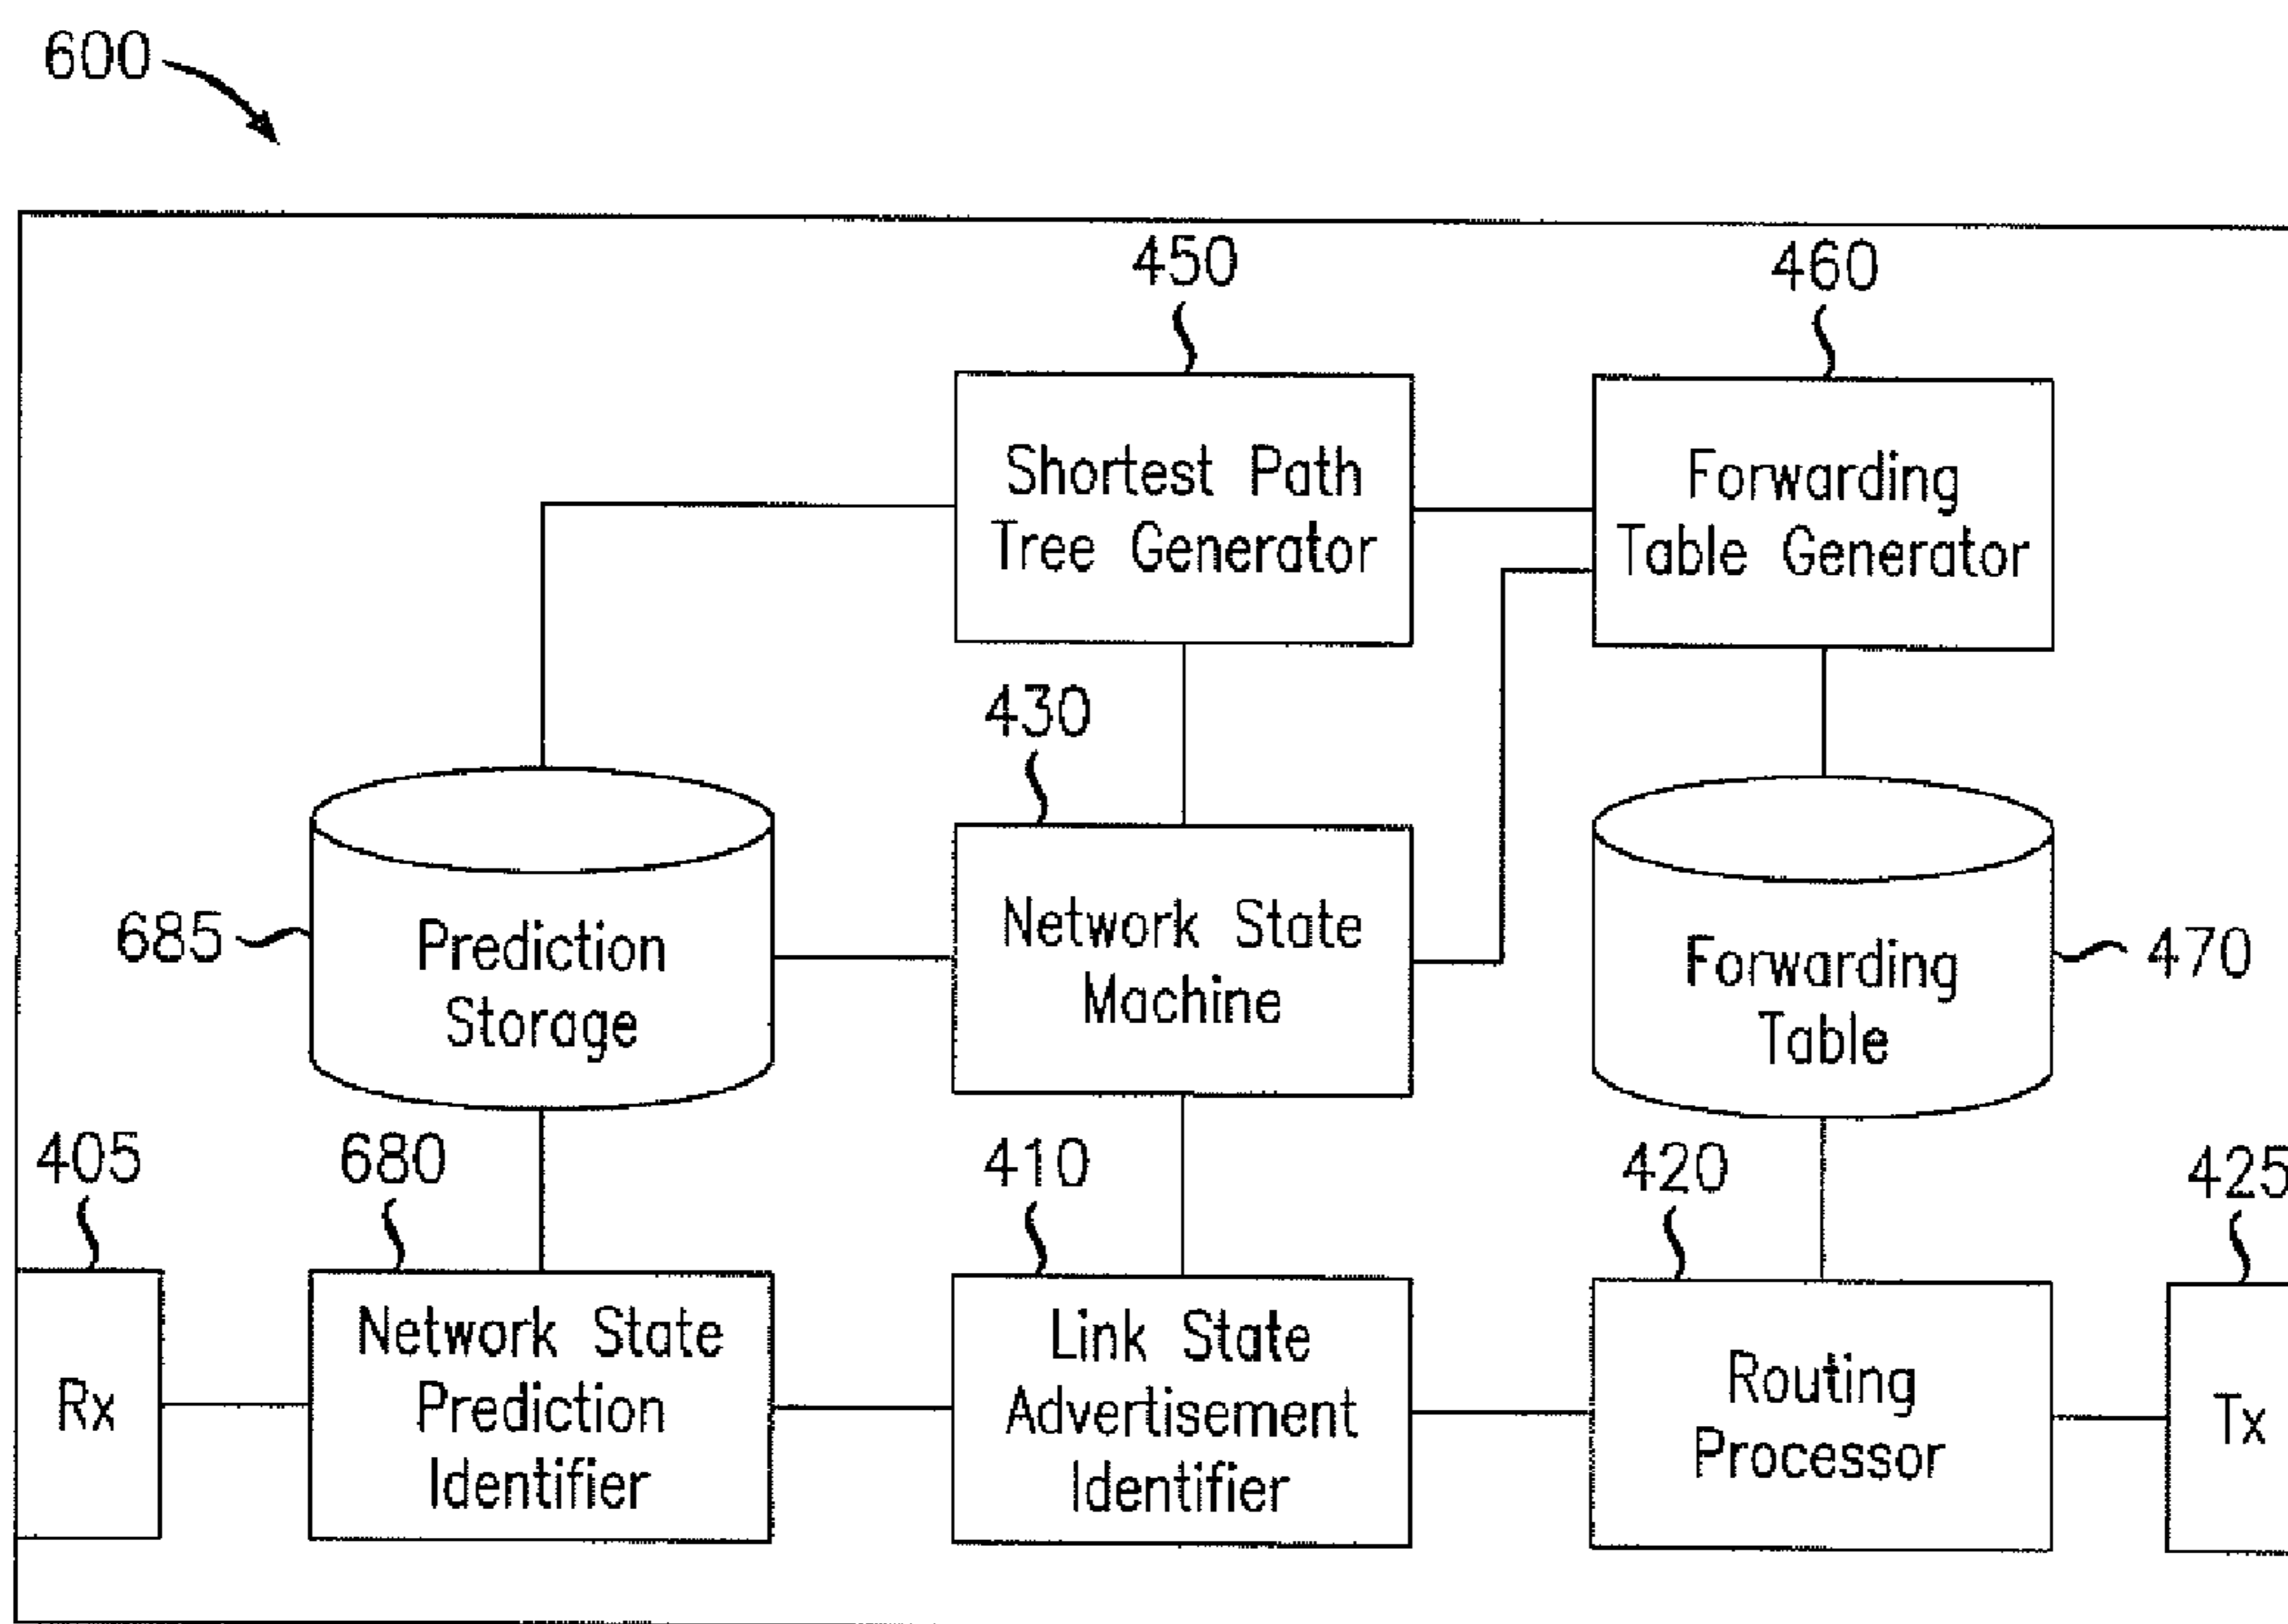 600
450
460
Shortest Path
Tree Generator
Forwarding
Table Generator
430
685
Prediction
Storage
Network State
Machine
Forwarding
Table
470
405
680
410
420
425
Rx
Network State
Prediction
Identifier
Link State
Advertisement
Identifier
Routing
Processor
Tx